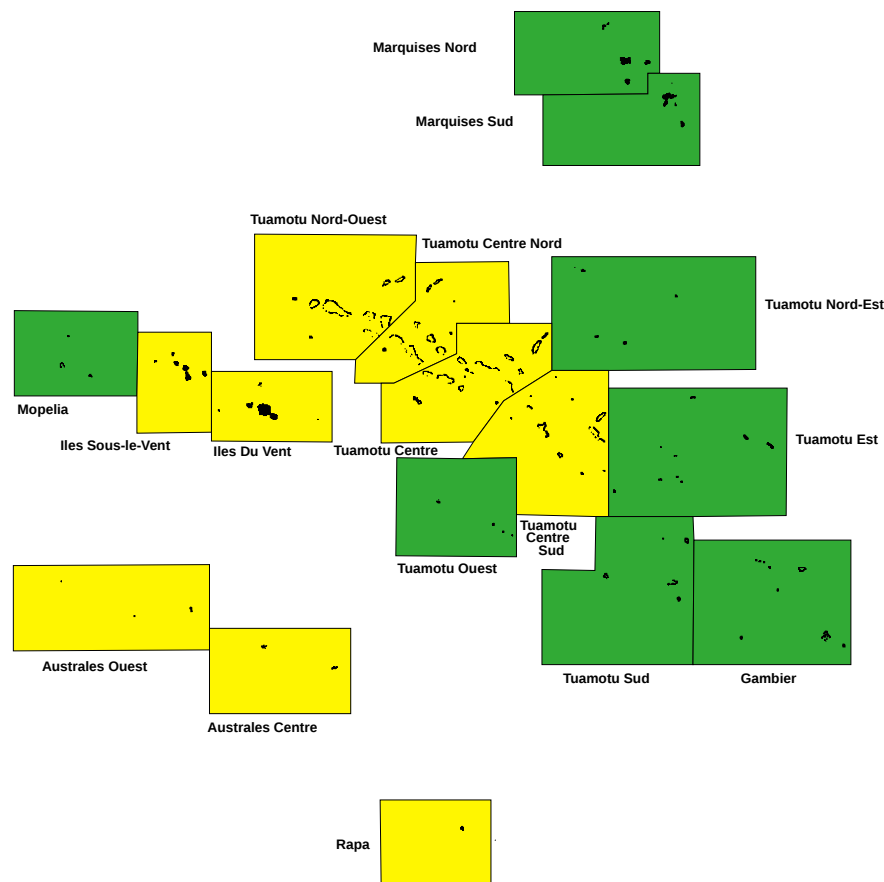 Marquises Nord
Marquises Sud
Tuamotu Nord-Ouest
Tuamotu Centre Nord
Tuamotu Nord-Est
Mopelia
Iles Sous-le-Vent
Iles Du Vent
Tuamotu Centre
Tuamotu Est
Tuamotu
Centre
Sud
Tuamotu Ouest
Australes Ouest
Tuamotu Sud
Gambier
Australes Centre
Rapa